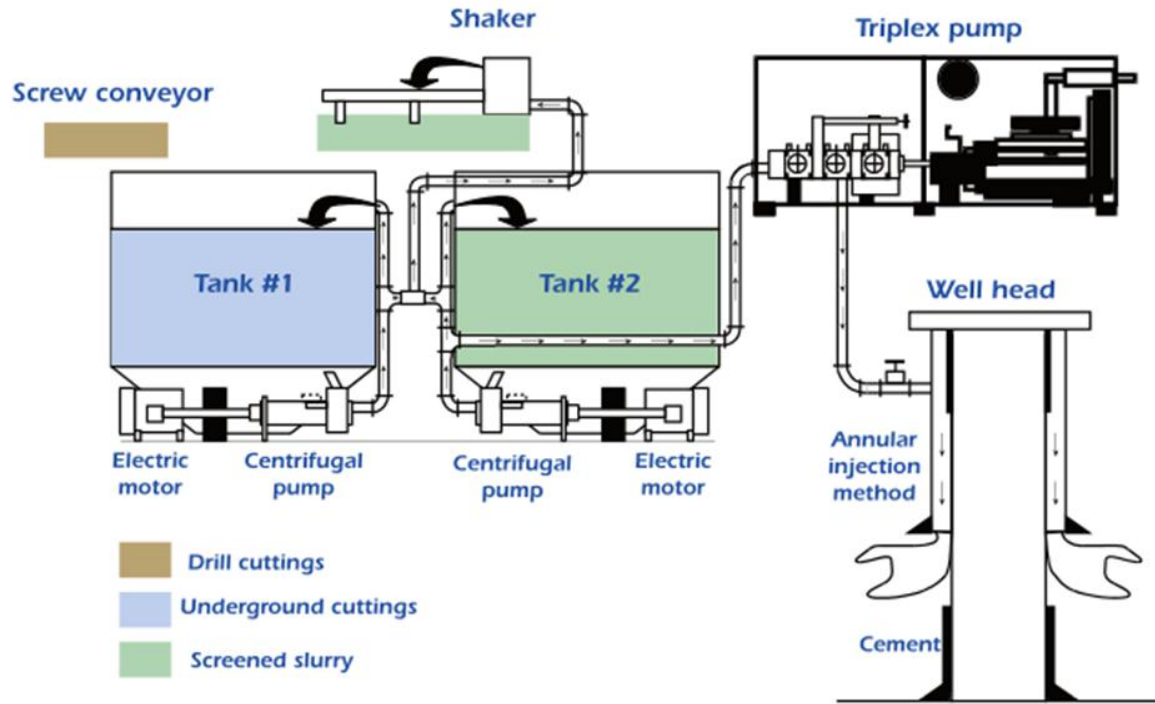 Shaker
Triplex pump
Screw conveyor
Tank #1
Tank #2
Well head
Annular
injection
method
Electric
motor
Centrifugal
pump
Centrifugal
pump
Electric
motor
Drill cuttings
Underground cuttings
Screened slurry
Cement